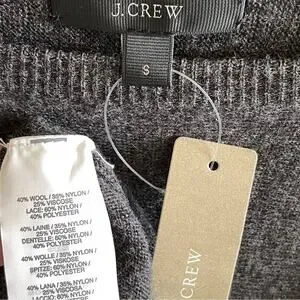 J.CREW
S
40% WOOL / 35% NYLON /
25% VISCOSE
LACE: 60% NYLON /
40% POLYESTER
40% LAINE / 35% NYLON /
25% VISCOSE
DENTELLE: 60% NYLON /
40% POLYESTER
40% WOLLE / 35% NYLON /
25% VISKOSE
SPITZE: 60% NYLON /
40% POLYESTER
40% LANA / 35% NYLON /
25% VISCOSA
J.CREW